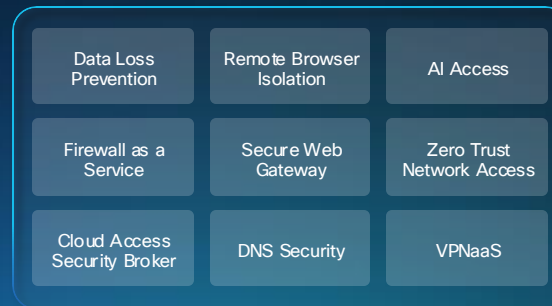 Data Loss
Prevention
Remote Browser
Isolation
AI Access
Firewall as a
Service
Secure Web
Gateway
Zero Trust
Network Access
Cloud Access
Security Broker
DNS Security
VPNaaS